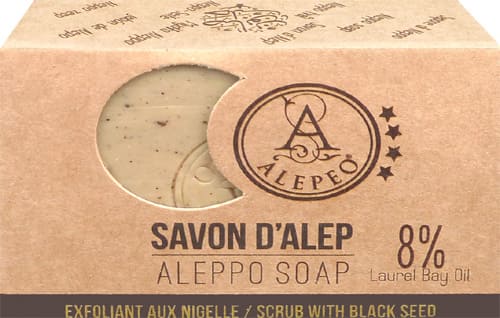 A
ALEPEO®
SAVON D'ALEP
ALEPPO SOAP
8%
Laurel Bay Oil
EXFOLIANT AUX NIGELLE / SCRUB WITH BLACK SEED